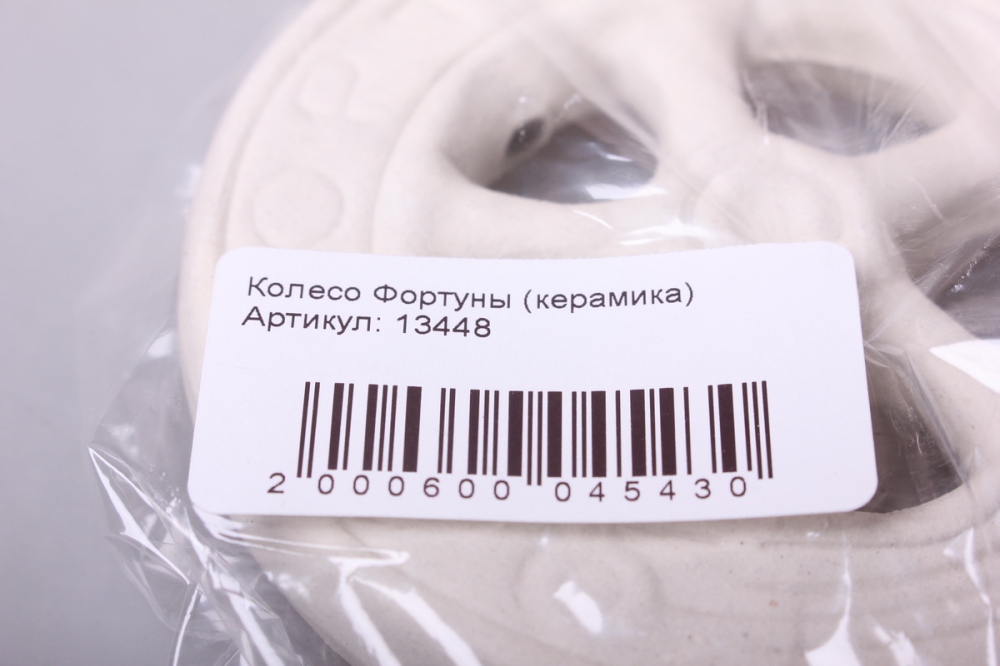 Колесо Фортуны (керамика)
Артикул: 13448
2 000600 045430